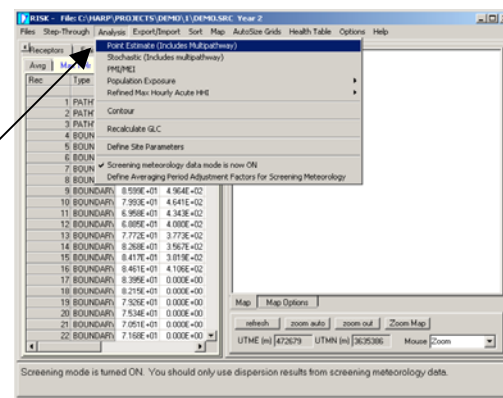 RISK - File: C:\HARP\PROJECTS\DEMO\1\DEMO.SRC Year 2
Files Step-Through Analysis Export/Import Sort Map AutoSize Grids Health Table Options Help
Receptors
Point Estimate (Includes Multipathway)
Stochastic (Includes multipathway)
PMI/MEI
Population Exposure
Refined Max Hourly Acute HHI
Contour
Recalculate GLC
Define Site Parameters
Screening meteorology data mode is now ON
Define Averaging Period Adjustment Factors for Screening Meteorology
Avrg
Rec Type
1 PATH
2 PATH
3 PATH
4 BOUN
5 BOUN
6 BOUN
7 BOUN
8 BOUN
9 BOUNDARY 8.599E+01 4.964E+02
10 BOUNDARY 7.993E+01 4.641E+02
11 BOUNDARY 6.958E+01 4.343E+02
12 BOUNDARY 6.885E+01 4.080E+02
13 BOUNDARY 7.772E+01 3.773E+02
14 BOUNDARY 8.268E+01 3.567E+02
15 BOUNDARY 8.417E+01 3.819E+02
16 BOUNDARY 8.461E+01 4.106E+02
17 BOUNDARY 8.395E+01 0.000E+00
18 BOUNDARY 8.215E+01 0.000E+00
19 BOUNDARY 7.926E+01 0.000E+00
20 BOUNDARY 7.534E+01 0.000E+00
21 BOUNDARY 7.051E+01 0.000E+00
22 BOUNDARY 7.168E+01 0.000E+00
Map Map Options
refresh zoom auto zoom out Zoom Map
UTME (m) 472679 UTMN (m) 3635386 Mouse Zoom
Screening mode is turned ON. You should only use dispersion results from screening meteorology data.